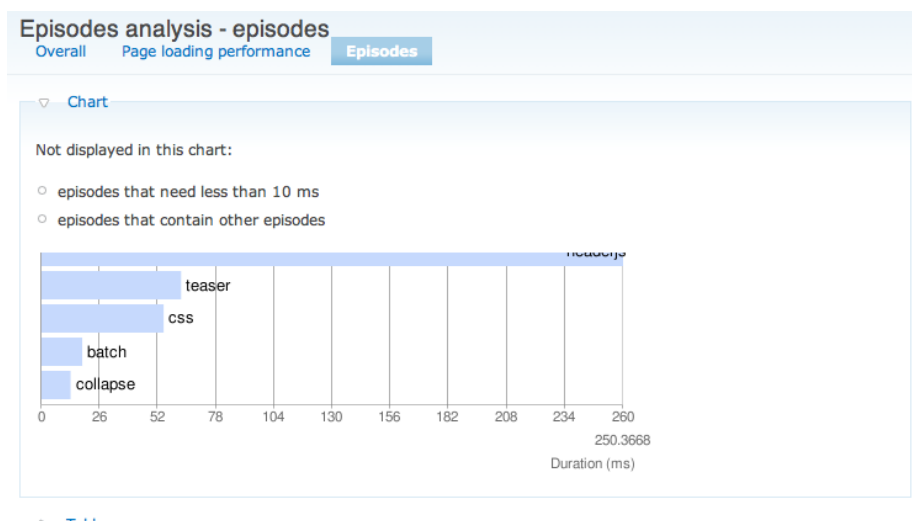 Episodes analysis - episodes
Overall Page loading performance Episodes
Chart
Not displayed in this chart:
episodes that need less than 10 ms
episodes that contain other episodes
headerjs
teaser
css
batch
collapse
0 26 52 78 104 130 156 182 208 234 260
250.3668
Duration (ms)